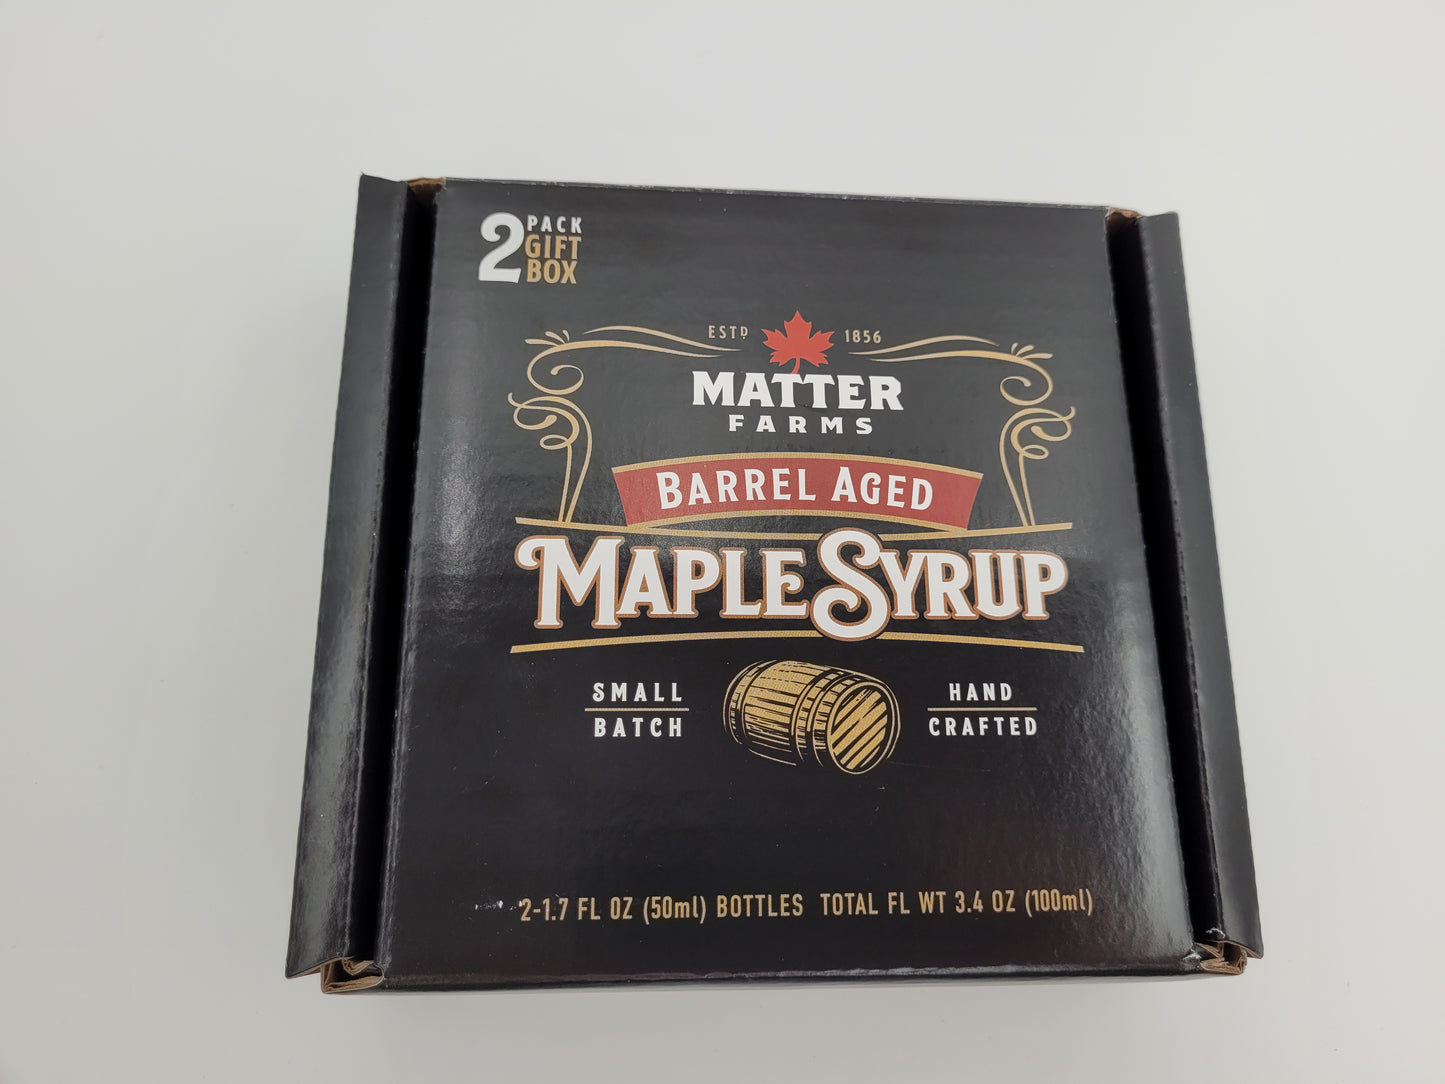 2 PACK
GIFT
BOX
ESTD 1856
MATTER
FARMS
BARREL AGED
MAPLE SYRUP
SMALL
BATCH
HAND
CRAFTED
2-1.7 FL OZ (50ml) BOTTLES TOTAL FL WT 3.4 OZ (100ml)